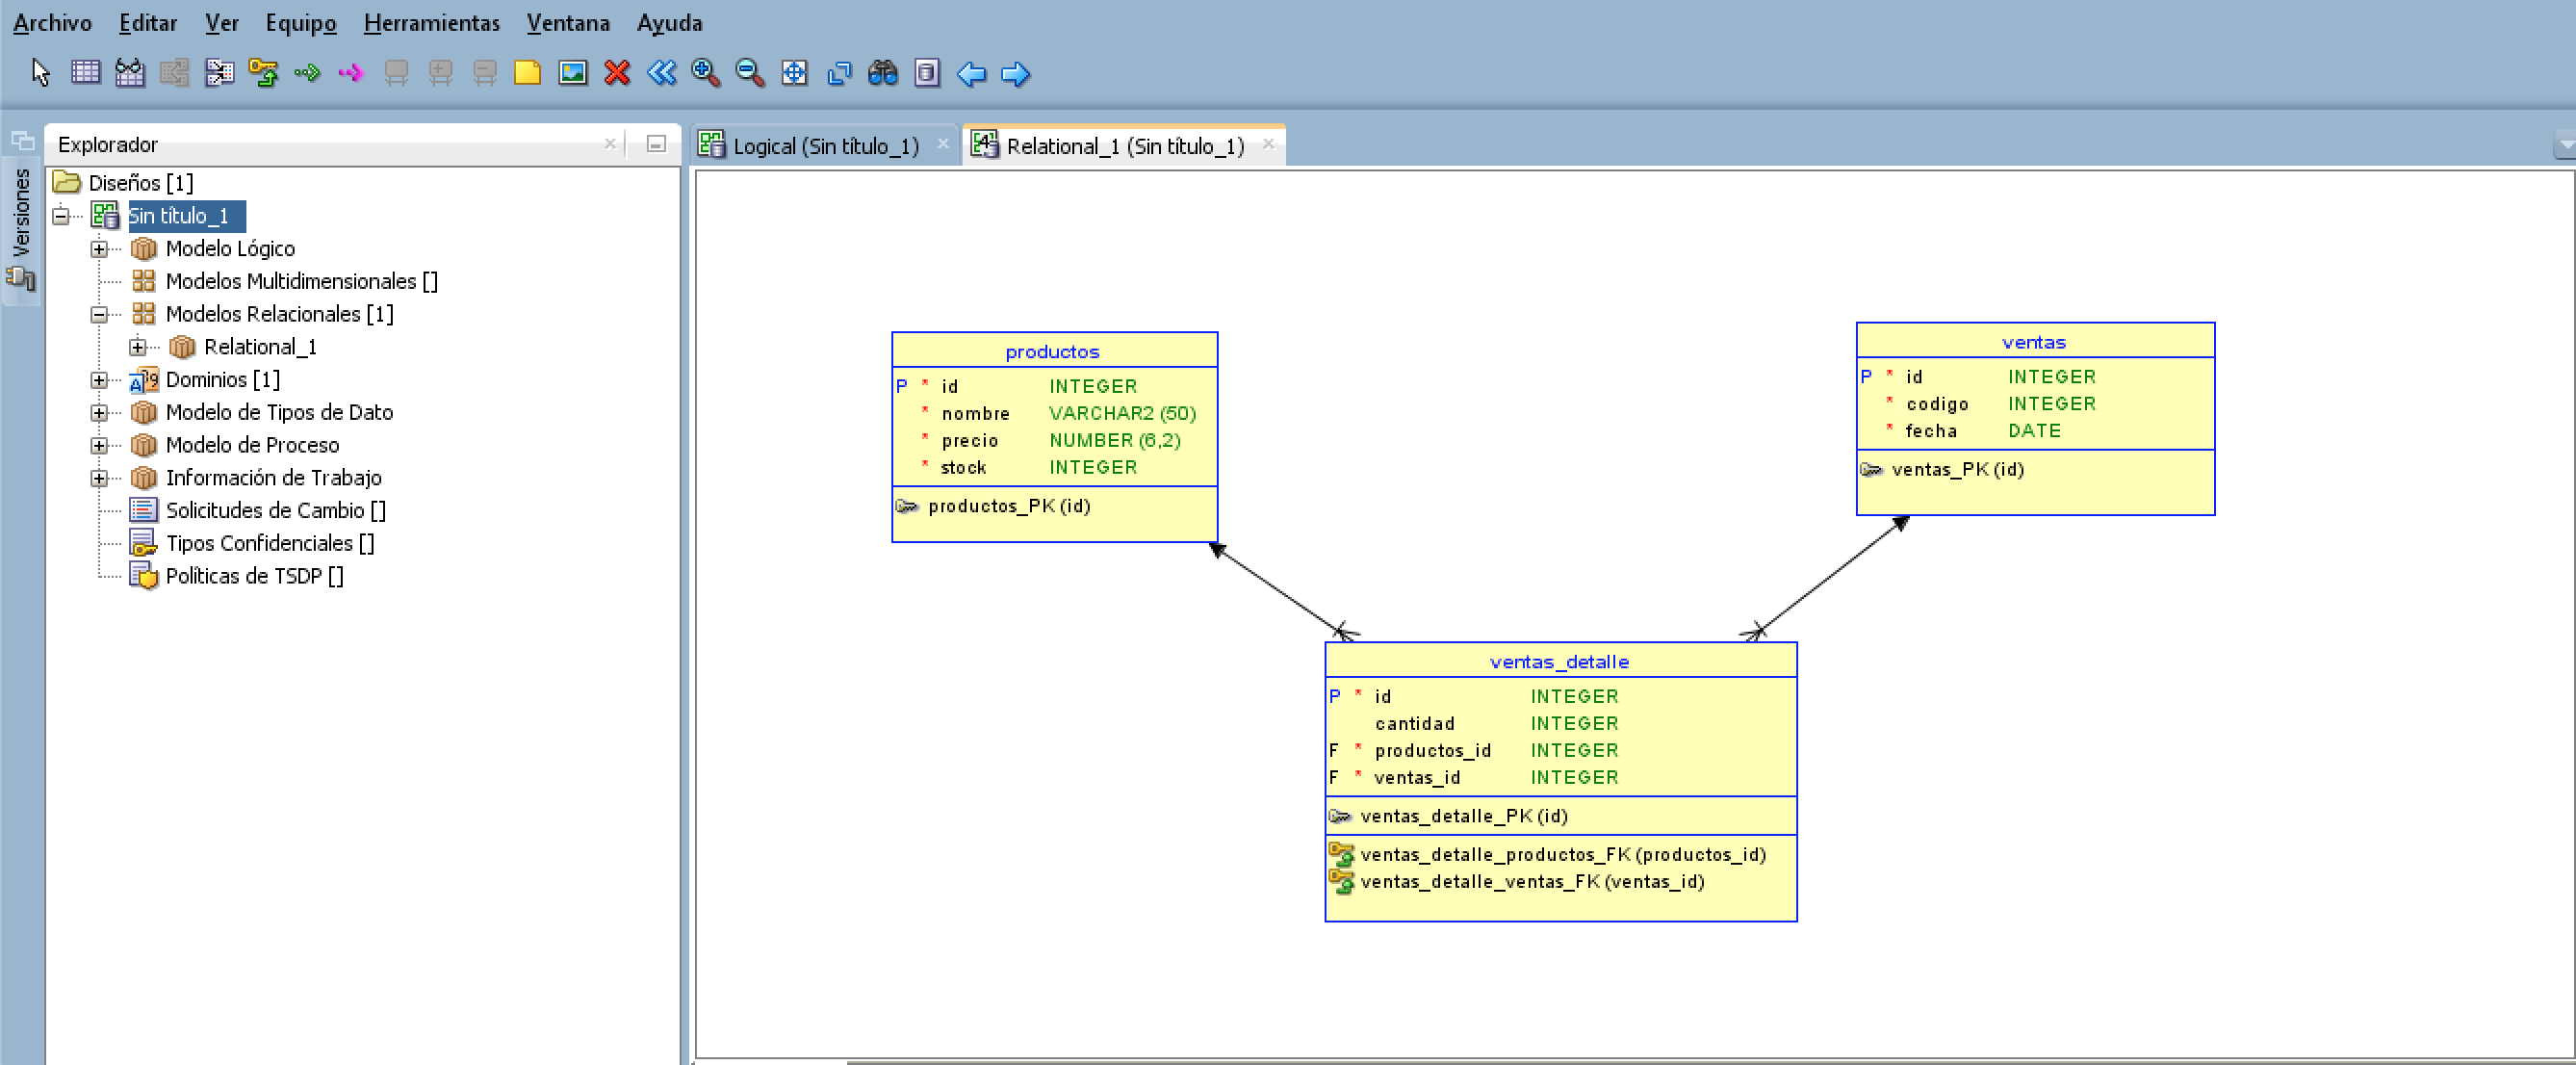 Archivo Editar Ver Equipo Herramientas Ventana Ayuda
Versiones
Explorador
Diseños [1]
Sin título_1
Modelo Lógico
Modelos Multidimensionales []
Modelos Relacionales [1]
Relational_1
Dominios [1]
Modelo de Tipos de Dato
Modelo de Proceso
Información de Trabajo
Solicitudes de Cambio []
Tipos Confidenciales []
Políticas de TSDP []
Logical (Sin título_1)
Relational_1 (Sin título_1)
productos
P * id INTEGER
* nombre VARCHAR2 (50)
* precio NUMBER (6,2)
* stock INTEGER
productos_PK (id)
ventas
P * id INTEGER
* codigo INTEGER
* fecha DATE
ventas_PK (id)
ventas_detalle
P * id INTEGER
cantidad INTEGER
F * productos_id INTEGER
F * ventas_id INTEGER
ventas_detalle_PK (id)
ventas_detalle_productos_FK (productos_id)
ventas_detalle_ventas_FK (ventas_id)